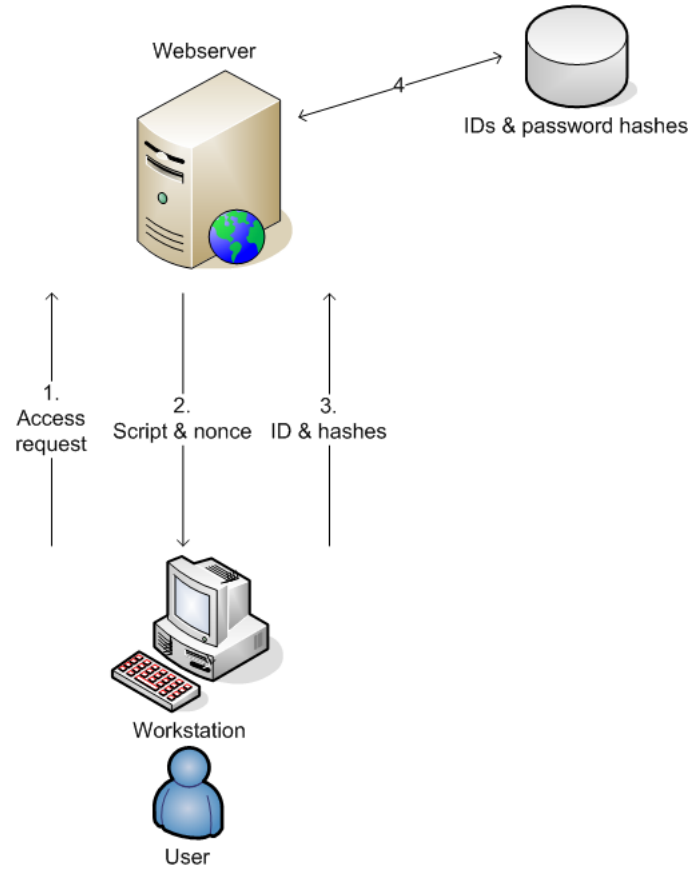 Webserver
4
IDs & password hashes
1.
Access
request
2.
Script & nonce
3.
ID & hashes
Workstation
User